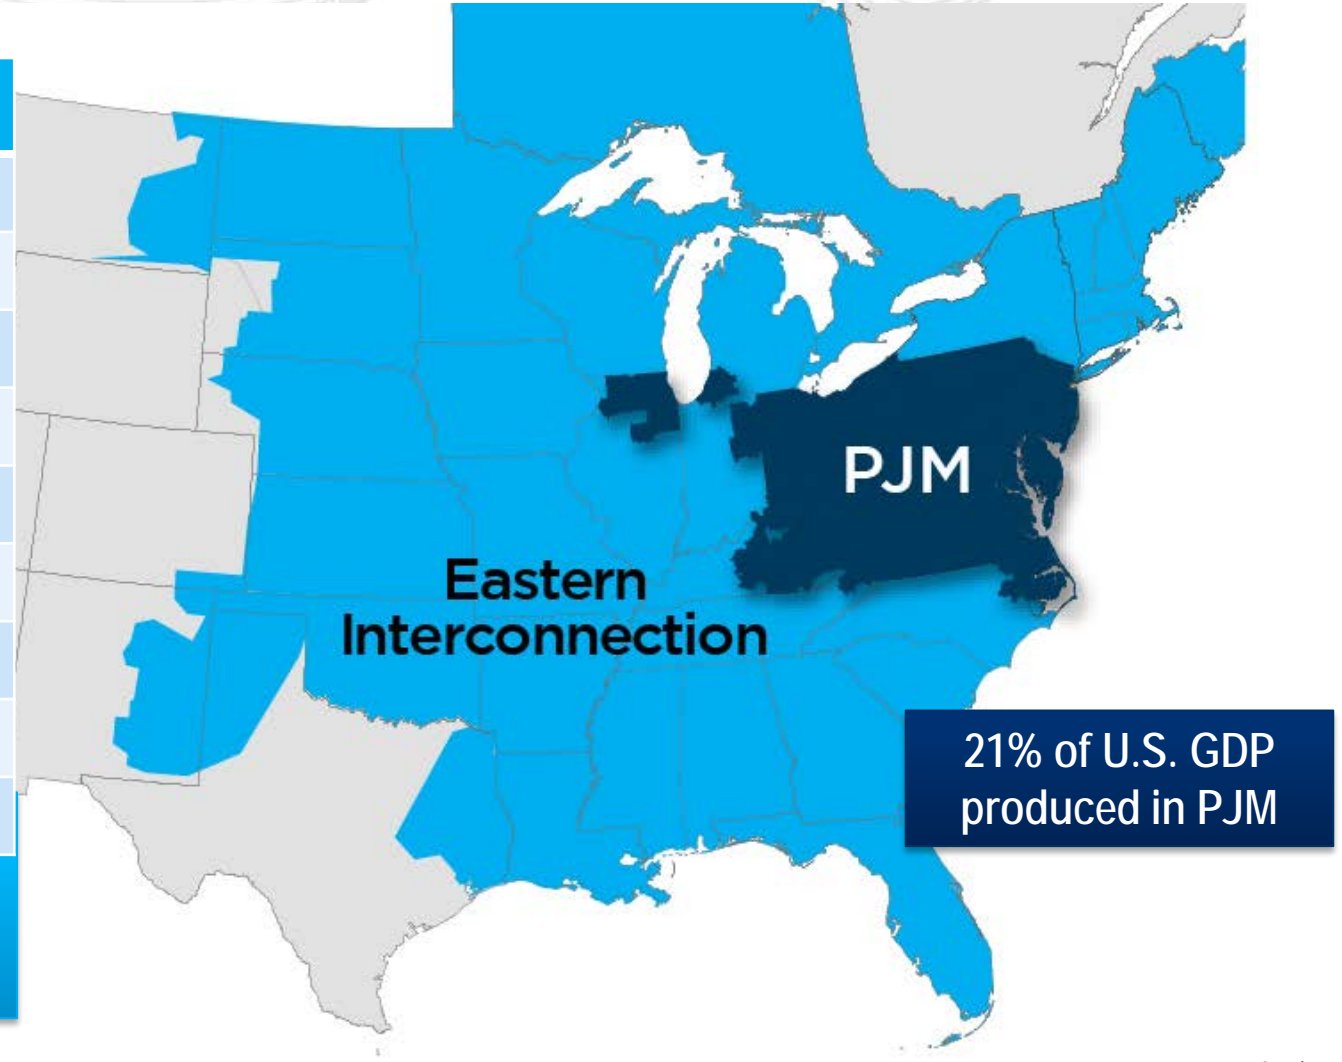 PJM
Eastern
Interconnection
21% of U.S. GDP
produced in PJM